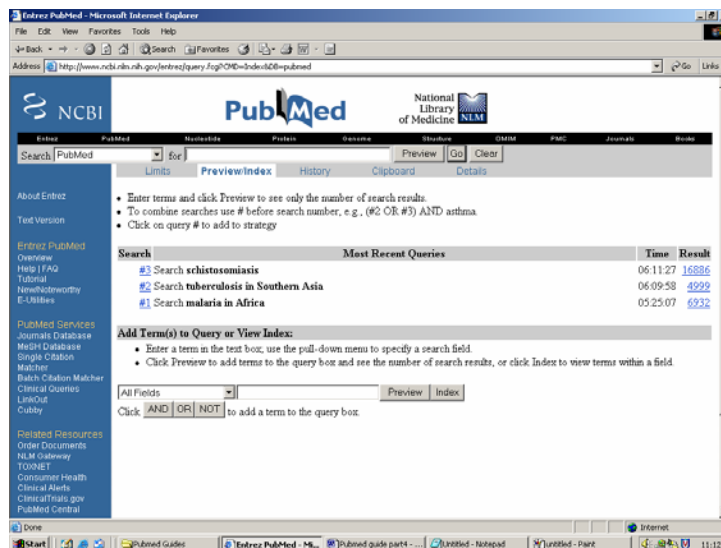 Entrez PubMed - Microsoft Internet Explorer
File Edit View Favorites Tools Help
Back Search Favorites
Address http://www.ncbi.nlm.nih.gov/entrez/query.fcgi?CMD=Index&DB=pubmed Go Links
NCBI PubMed National Library of Medicine NLM
Entrez PubMed Nucleotide Protein Genome Structure OMIM PMC Journals Books
Search PubMed for Preview Go Clear
Limits Preview/Index History Clipboard Details
About Entrez
Text Version
Entrez PubMed
Overview
Help | FAQ
Tutorial
New/Noteworthy
E-Utilities
PubMed Services
Journals Database
MeSH Database
Single Citation
Matcher
Batch Citation Matcher
Clinical Queries
LinkOut
Cubby
Related Resources
Order Documents
NLM Gateway
TOXNET
Consumer Health
Clinical Alerts
ClinicalTrials.gov
PubMed Central
• Enter terms and click Preview to see only the number of search results.
• To combine searches use # before search number, e.g., (#2 OR #3) AND asthma.
• Click on query # to add to strategy
Search Most Recent Queries Time Result
#3 Search schistosomiasis 06:11:27 16886
#2 Search tuberculosis in Southern Asia 06:09:58 4999
#1 Search malaria in Africa 05:25:07 6932
Add Term(s) to Query or View Index:
• Enter a term in the text box; use the pull-down menu to specify a search field.
• Click Preview to add terms to the query box and see the number of search results, or click Index to view terms within a field.
All Fields Preview Index
Click AND OR NOT to add a term to the query box.
Done Internet
Start Pubmed Guides Entrez PubMed - Mi... Pubmed guide part4 - ... Untitled - Notepad untitled - Paint